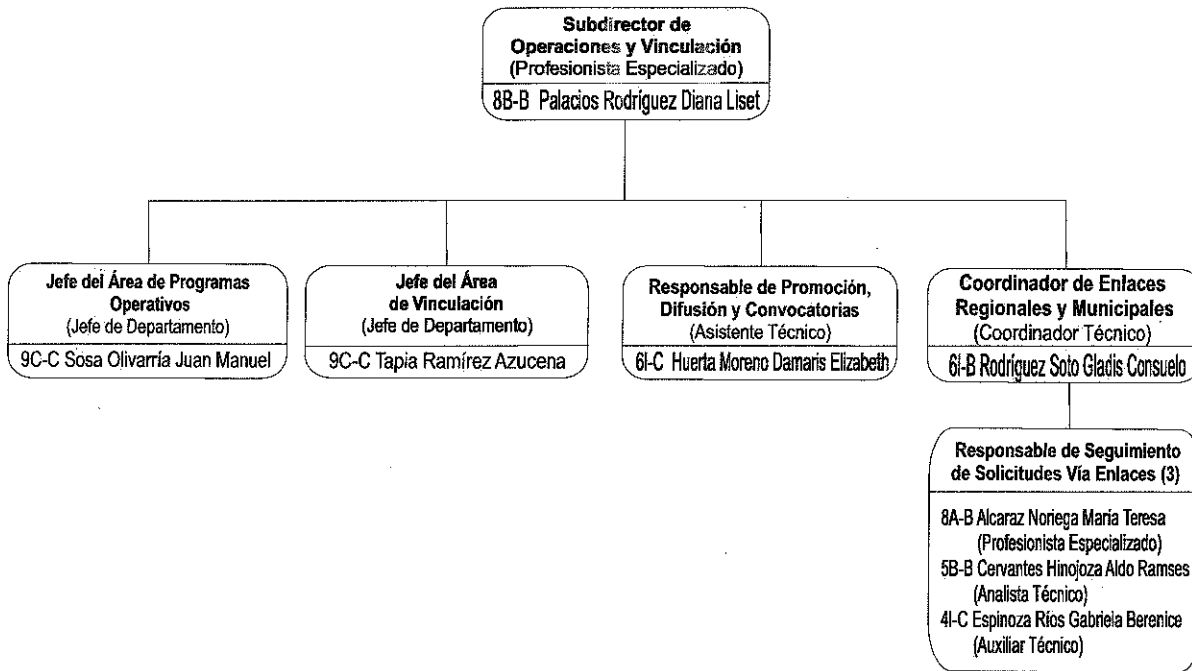 Subdirector de
Operaciones y Vinculación
(Profesionista Especializado)
8B-B Palacios Rodríguez Diana Liset
Jefe del Área de Programas
Operativos
(Jefe de Departamento)
9C-C Sosa Olivarría Juan Manuel
Jefe del Área
de Vinculación
(Jefe de Departamento)
9C-C Tapia Ramírez Azucena
Responsable de Promoción,
Difusión y Convocatorias
(Asistente Técnico)
6I-C Huerta Moreno Damaris Elizabeth
Coordinador de Enlaces
Regionales y Municipales
(Coordinador Técnico)
6I-B Rodríguez Soto Gladis Consuelo
Responsable de Seguimiento
de Solicitudes Vía Enlaces (3)
8A-B Alcaraz Noriega María Teresa
(Profesionista Especializado)
5B-B Cervantes Hinojoza Aldo Ramses
(Analista Técnico)
4I-C Espinoza Ríos Gabriela Berenice
(Auxiliar Técnico)